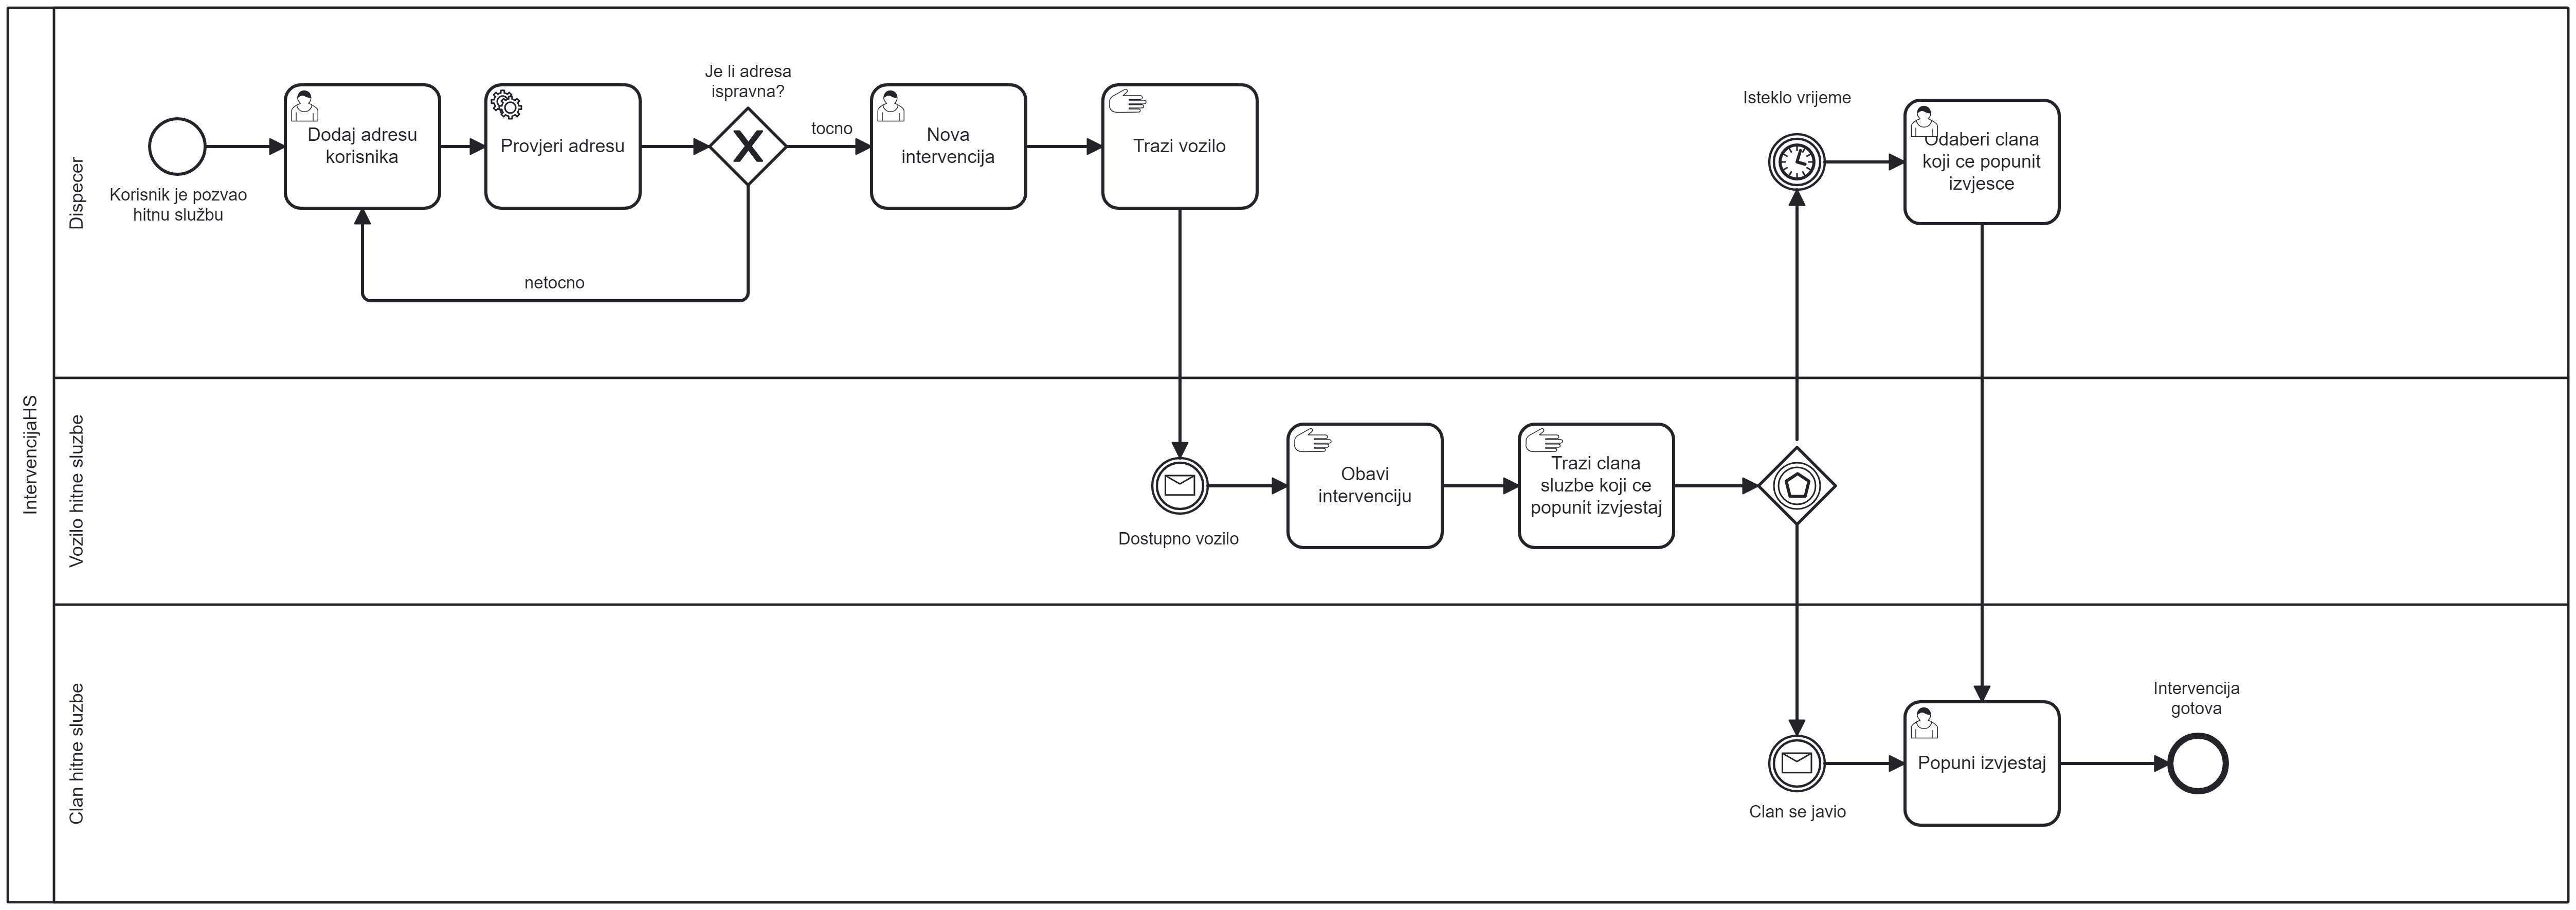 IntervencijaHS
Dispecer
Korisnik je pozvao
hitnu službu
Dodaj adresu
korisnika
Provjeri adresu
Je li adresa
ispravna?
tocno
netocno
Nova
intervencija
Trazi vozilo
Isteklo vrijeme
Odaberi clana
koji ce popunit
izvjesce
Vozilo hitne sluzbe
Dostupno vozilo
Obavi
intervenciju
Trazi clana
sluzbe koji ce
popunit izvjestaj
Clan hitne sluzbe
Clan se javio
Popuni izvjestaj
Intervencija
gotova